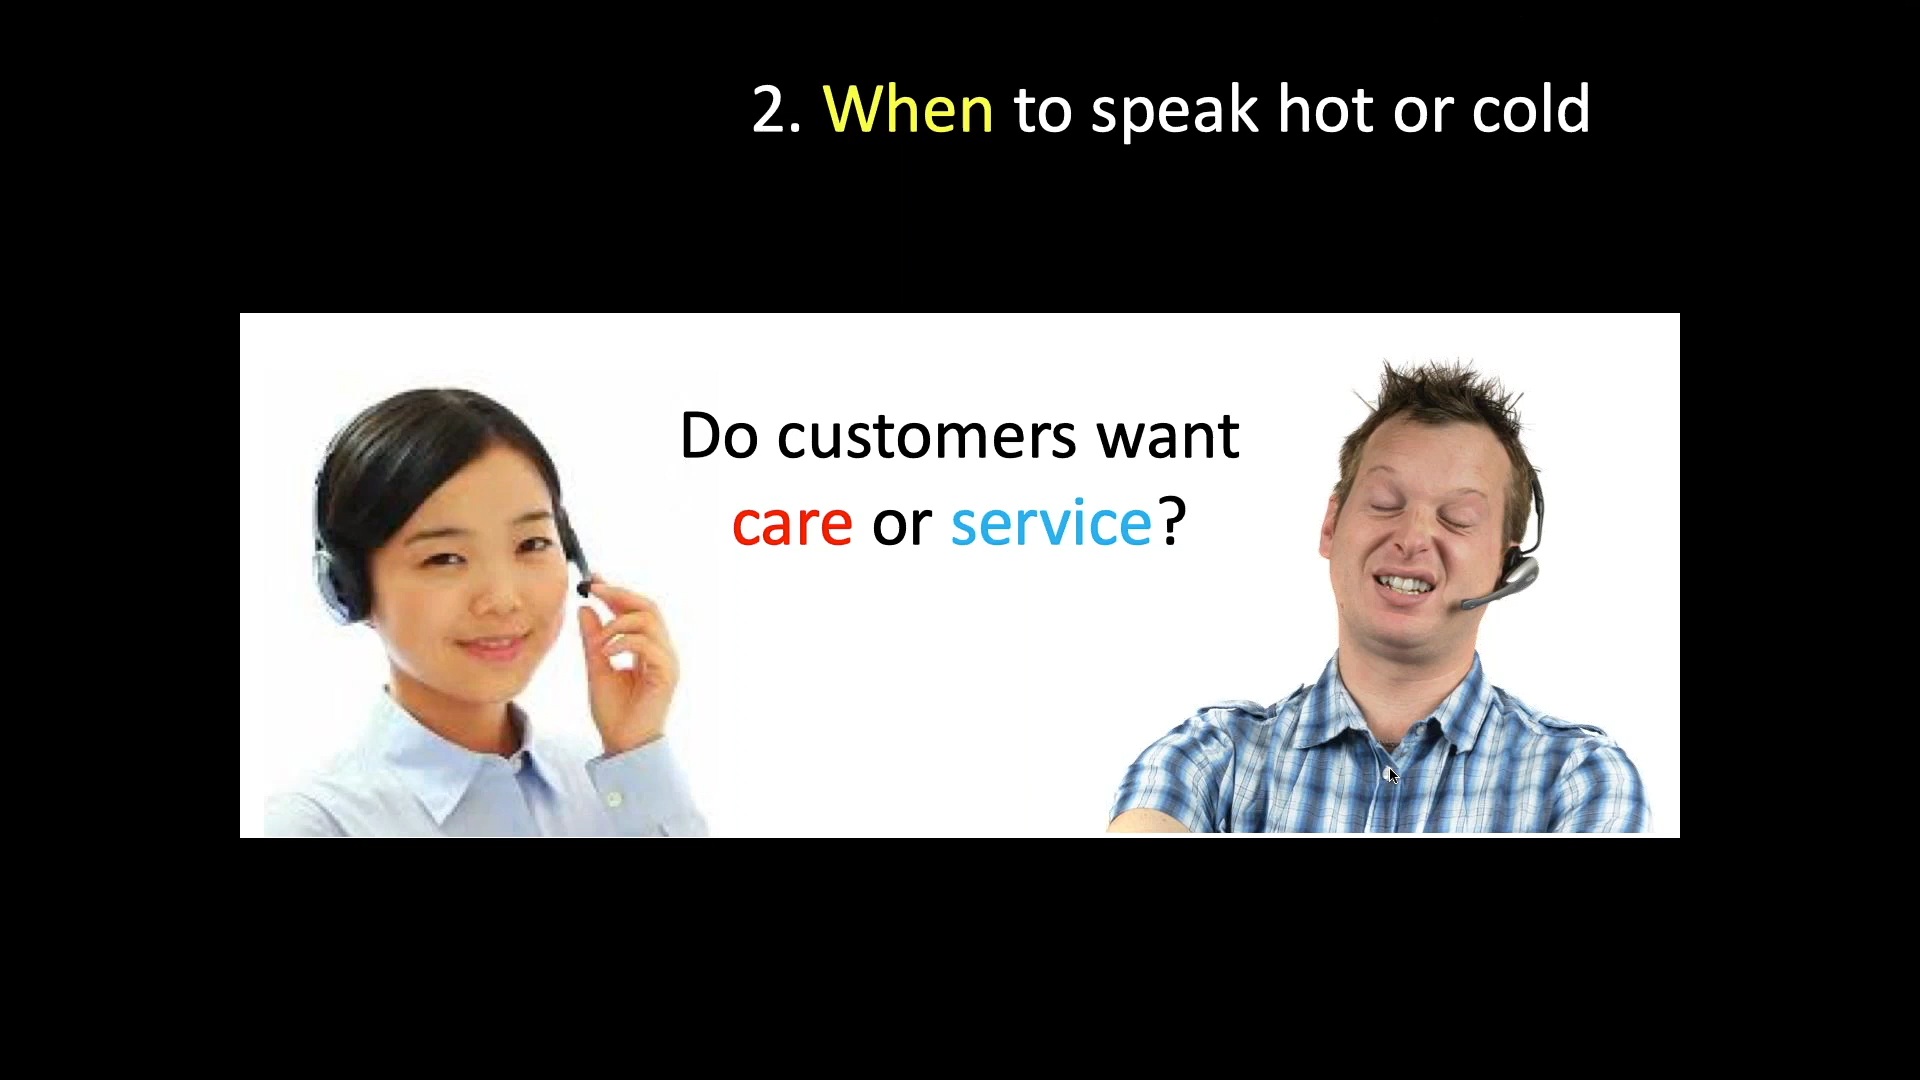 2. When to speak hot or cold
Do customers want
care or service?